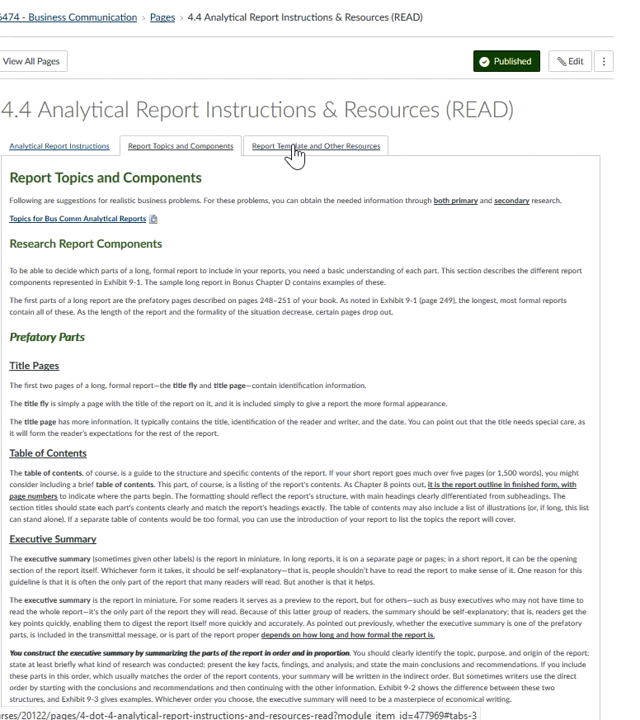 6474 - Business Communication › Pages › 4.4 Analytical Report Instructions & Resources (READ)
View All Pages
Published
Edit
4.4 Analytical Report Instructions & Resources (READ)
Analytical Report Instructions
Report Topics and Components
Report Template and Other Resources
Report Topics and Components
Following are suggestions for realistic business problems. For these problems, you can obtain the needed information through both primary and secondary research.
Topics for Bus Comm Analytical Reports
Research Report Components
To be able to decide which parts of a long, formal report to include in your reports, you need a basic understanding of each part. This section describes the different report
components represented in Exhibit 9-1. The sample long report in Bonus Chapter D contains examples of these.
The first parts of a long report are the prefatory pages described on pages 248–251 of your book. As noted in Exhibit 9-1 (page 249), the longest, most formal reports
contain all of these. As the length of the report and the formality of the situation decrease, certain pages drop out.
Prefatory Parts
Title Pages
The first two pages of a long, formal report—the title fly and title page—contain identification information.
The title fly is simply a page with the title of the report on it, and it is included simply to give a report the more formal appearance.
The title page has more information. It typically contains the title, identification of the reader and writer, and the date. You can point out that the title needs special care, as
it will form the reader's expectations for the rest of the report.
Table of Contents
The table of contents, of course, is a guide to the structure and specific contents of the report. If your short report goes much over five pages (or 1,500 words), you might
consider including a brief table of contents. This part, of course, is a listing of the report's contents. As Chapter 8 points out, it is the report outline in finished form, with
page numbers to indicate where the parts begin. The formatting should reflect the report's structure, with main headings clearly differentiated from subheadings. The
section titles should state each part's contents clearly and match the report's headings exactly. The table of contents may also include a list of illustrations (or, if long, this list
can stand alone). If a separate table of contents would be too formal, you can use the introduction of your report to list the topics the report will cover.
Executive Summary
The executive summary (sometimes given other labels) is the report in miniature. In long reports, it is on a separate page or pages; in a short report, it can be the opening
section of the report itself. Whichever form it takes, it should be self-explanatory—that is, people shouldn't have to read the report to make sense of it. One reason for this
guideline is that it is often the only part of the report that many readers will read. But another is that it helps.
The executive summary is the report in miniature. For some readers it serves as a preview to the report, but for others—such as busy executives who may not have time to
read the whole report—it's the only part of the report they will read. Because of this latter group of readers, the summary should be self-explanatory; that is, readers get the
key points quickly, enabling them to digest the report itself more quickly and accurately. As pointed out previously, whether the executive summary is one of the prefatory
parts, is included in the transmittal message, or is part of the report proper depends on how long and how formal the report is.
You construct the executive summary by summarizing the parts of the report in order and in proportion. You should clearly identify the topic, purpose, and origin of the report;
state at least briefly what kind of research was conducted; present the key facts, findings, and analysis; and state the main conclusions and recommendations. If you include
these parts in this order, which usually matches the order of the report contents, your summary will be written in the indirect order. But sometimes writers use the direct
order by starting with the conclusions and recommendations and then continuing with the other information. Exhibit 9-2 shows the difference between these two
structures, and Exhibit 9-3 gives examples. Whichever order you choose, the executive summary will need to be a masterpiece of economical writing.
rses/20122/pages/4-dot-4-analytical-report-instructions-and-resources-read?module_item_id=477969#tabs-3